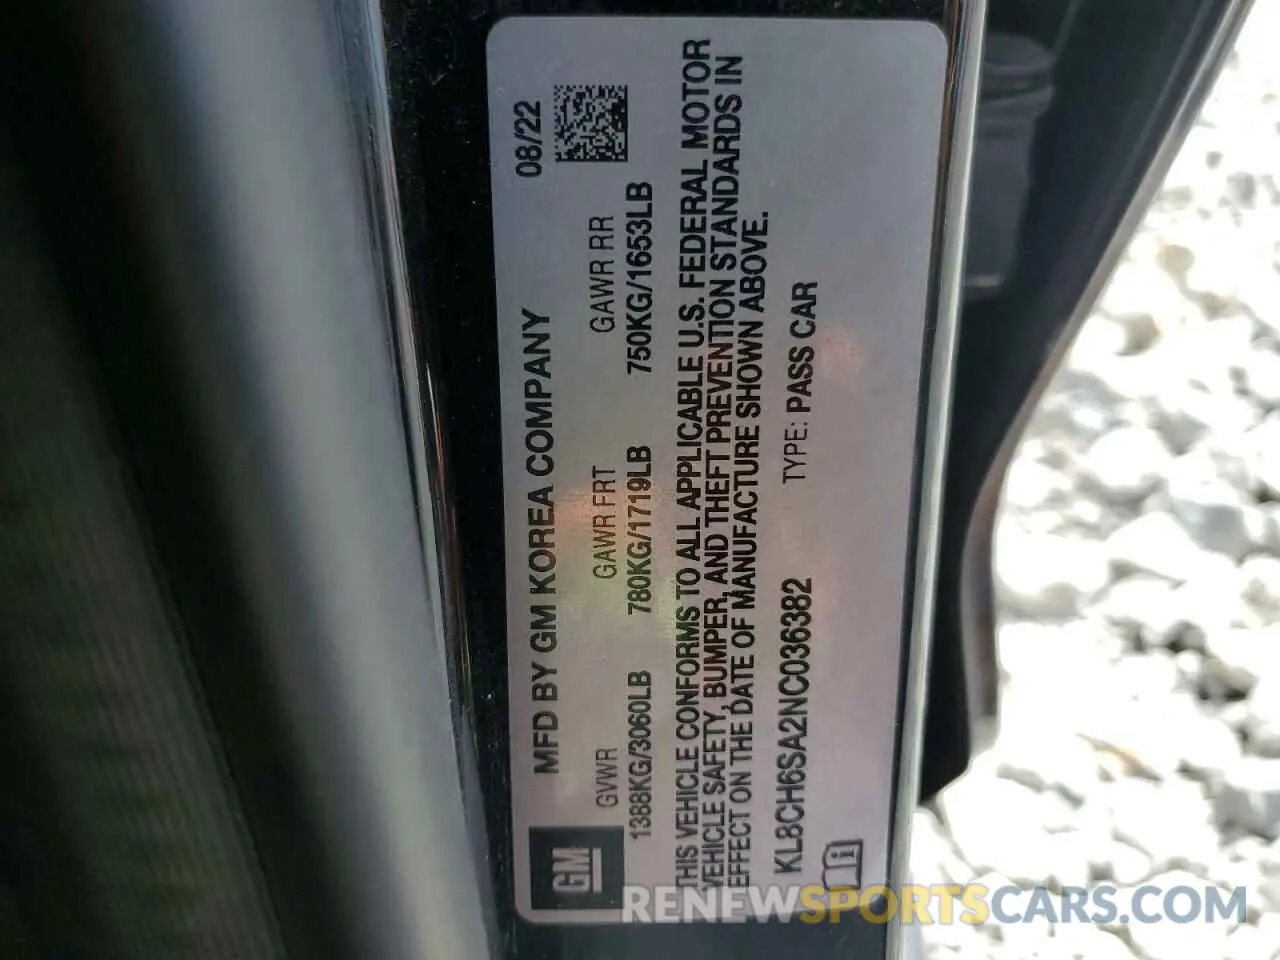 MFD BY GM KOREA COMPANY 08/22
GM
GVWR GAWR FRT GAWR RR
1388KG/3060LB 780KG/1719LB 750KG/1653LB
THIS VEHICLE CONFORMS TO ALL APPLICABLE U.S. FEDERAL MOTOR
VEHICLE SAFETY, BUMPER, AND THEFT PREVENTION STANDARDS IN
EFFECT ON THE DATE OF MANUFACTURE SHOWN ABOVE.
KL8CH6SA2NC036382 TYPE: PASS CAR
RENEWSPORTSCARS.COM